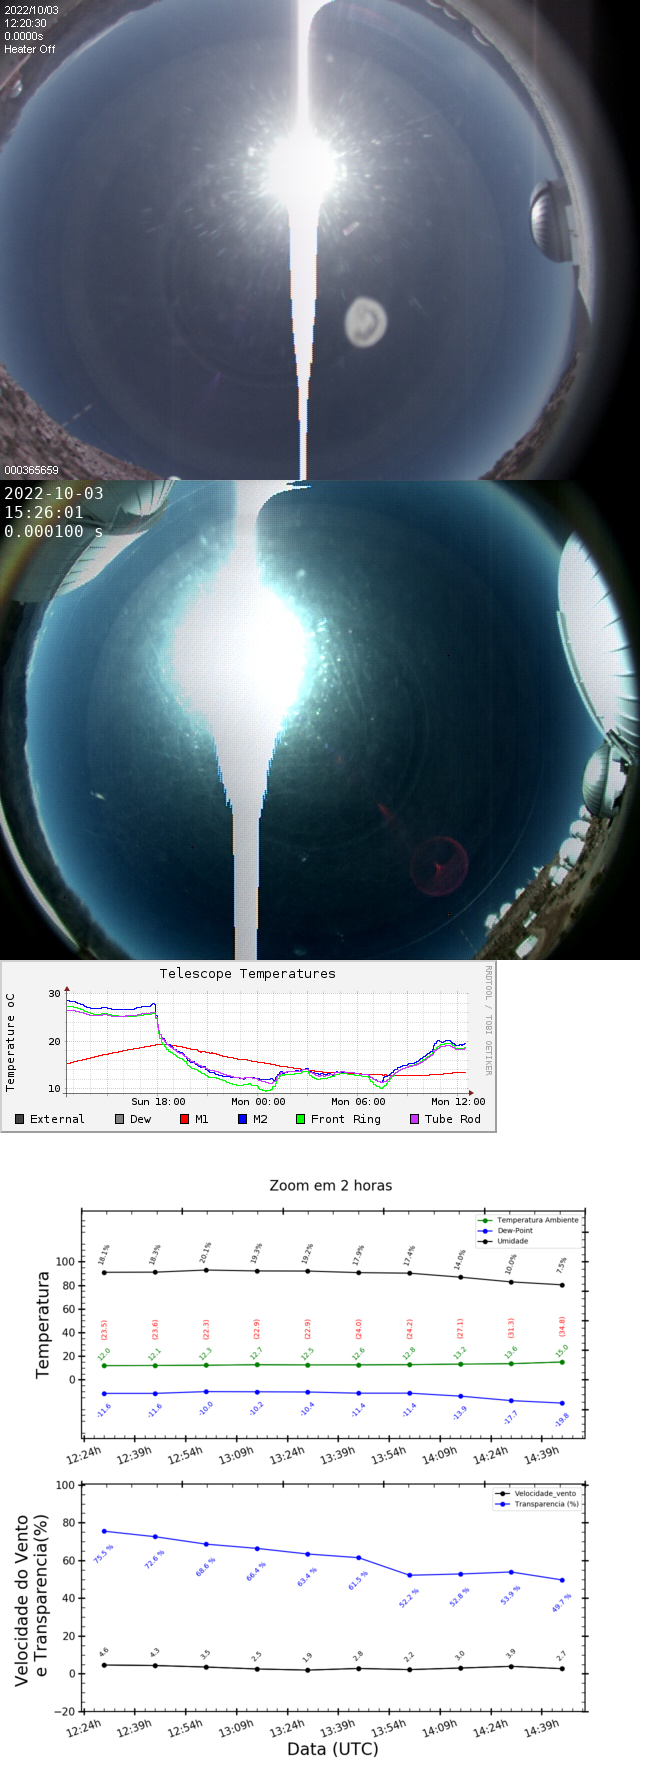 2022/10/03
12:20:30
0.0000s
Heater Off
000365659
2022-10-03
15:26:01
0.000100 s
Telescope Temperatures
RRDTOOL / TOBI OETIKER
Temperature oC
30
20
10
Sun 18:00 Mon 00:00 Mon 06:00 Mon 12:00
External Dew M1 M2 Front Ring Tube Rod
Zoom em 2 horas
Temperatura Ambiente
Dew-Point
Umidade
Temperatura
100
80
60
40
20
0
18.1% 18.3% 20.1% 19.3% 19.2% 17.9% 17.4% 14.0% 10.0% 7.5%
(23.5) (23.6) (22.3) (22.9) (22.9) (24.0) (24.2) (27.1) (31.3) (34.8)
12.0 12.1 12.3 12.7 12.5 12.6 12.8 13.2 13.6 15.0
-11.6 -11.6 -10.0 -10.2 -10.4 -11.4 -11.4 -13.9 -17.7 -19.8
12:24h 12:39h 12:54h 13:09h 13:24h 13:39h 13:54h 14:09h 14:24h 14:39h
Velocidade_vento
Transparencia (%)
Velocidade do Vento
e Transparencia(%)
100
80
60
40
20
0
−20
75.5 % 72.6 % 68.6 % 66.4 % 63.4 % 61.5 % 52.2 % 52.8 % 53.9 % 49.7 %
4.6 4.3 3.5 2.5 1.9 2.8 2.2 3.0 3.9 2.7
12:24h 12:39h 12:54h 13:09h 13:24h 13:39h 13:54h 14:09h 14:24h 14:39h
Data (UTC)